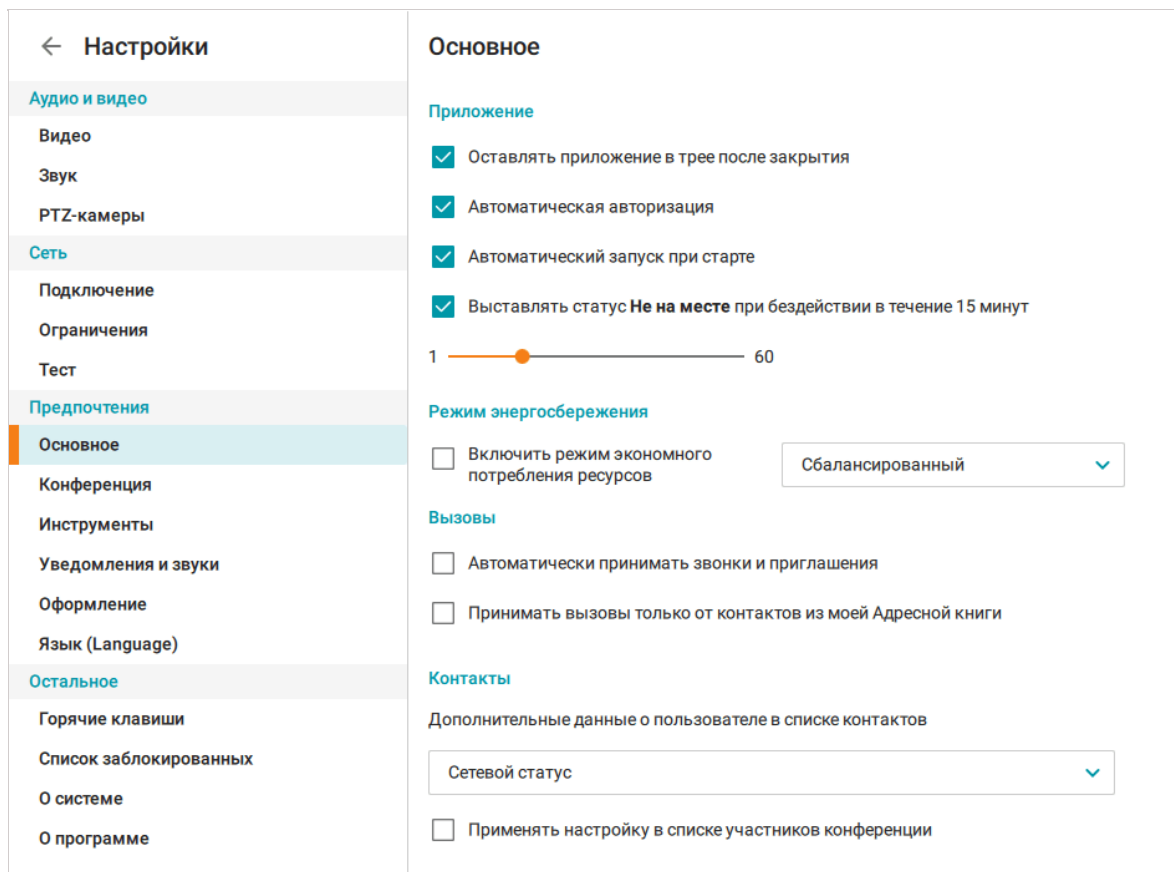 Настройки
Аудио и видео
Видео
Звук
PTZ-камеры
Сеть
Подключение
Ограничения
Тест
Предпочтения
Основное
Конференция
Инструменты
Уведомления и звуки
Оформление
Язык (Language)
Остальное
Горячие клавиши
Список заблокированных
О системе
О программе
Основное
Приложение
Оставлять приложение в трее после закрытия
Автоматическая авторизация
Автоматический запуск при старте
Выставлять статус Не на месте при бездействии в течение 15 минут
1 60
Режим энергосбережения
Включить режим экономного
потребления ресурсов
Сбалансированный
Вызовы
Автоматически принимать звонки и приглашения
Принимать вызовы только от контактов из моей Адресной книги
Контакты
Дополнительные данные о пользователе в списке контактов
Сетевой статус
Применять настройку в списке участников конференции